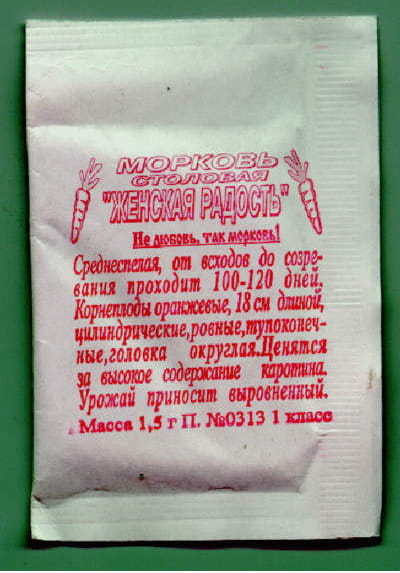 МОРКОВЬ
СТОЛОВАЯ
"ЖЕНСКАЯ РАДОСТЬ"
Не любовь, так морковь!
Среднеспелая, от всходов до созре-
вания проходит 100-120 дней.
Корнеплоды оранжевые, 18 см длиной,
цилиндрические,ровные,тупоконеч-
ные,головка округлая.Ценятся
за высокое содержание каротина.
Урожай приносит выровненный.
Масса 1,5 г П. №0313 1 класс